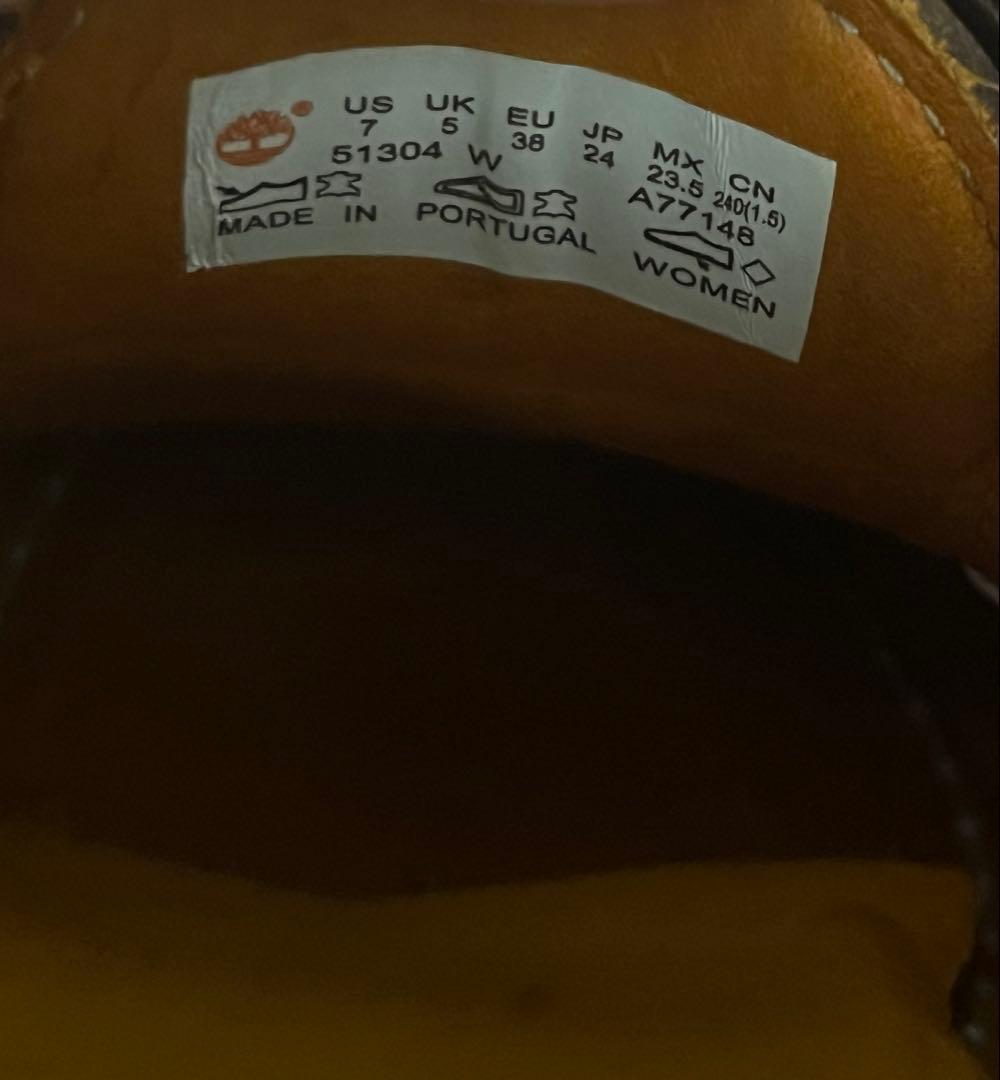 US UK EU JP MX CN
7 5 38 24 23.5 240(1.5)
51304 W A77148
MADE IN PORTUGAL WOMEN